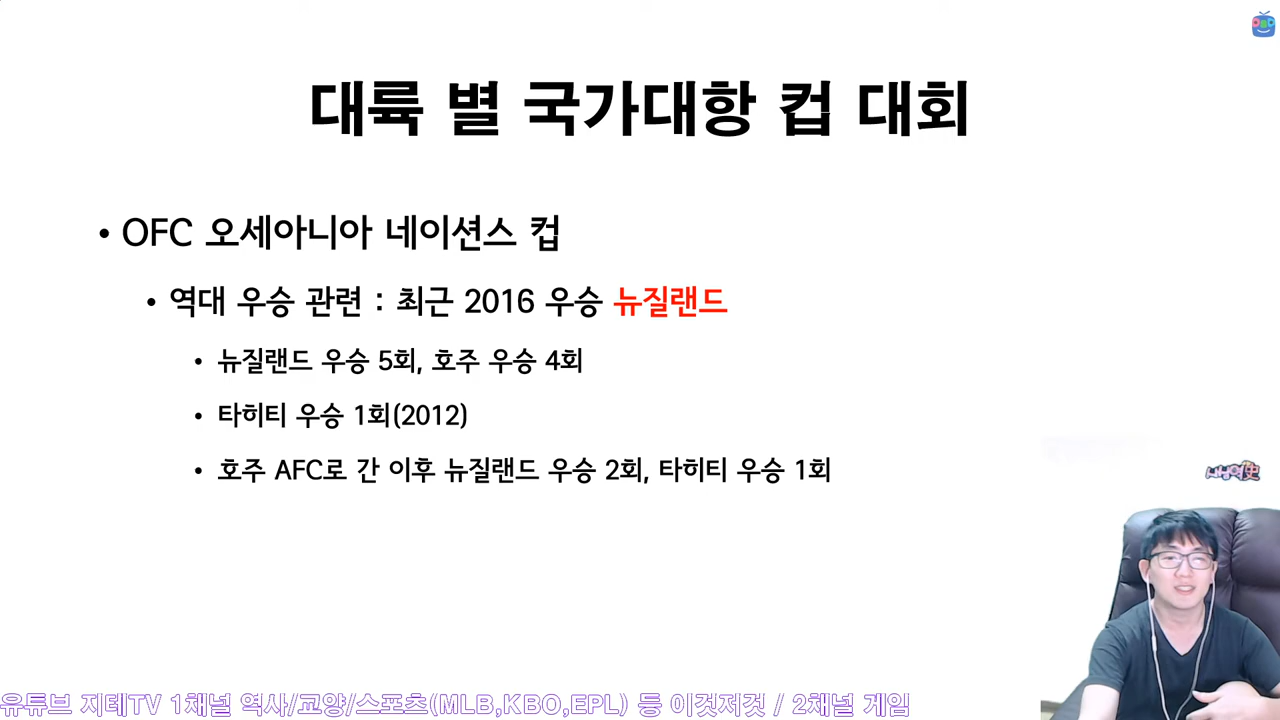 대륙 별 국가대항 컵 대회
• OFC 오세아니아 네이션스 컵
• 역대 우승 관련 : 최근 2016 우승 뉴질랜드
• 뉴질랜드 우승 5회, 호주 우승 4회
• 타히티 우승 1회(2012)
• 호주 AFC로 간 이후 뉴질랜드 우승 2회, 타히티 우승 1회
유튜브 지테TV 1채널 역사/교양/스포츠(MLB,KBO,EPL) 등 이것저것 / 2채널 게임